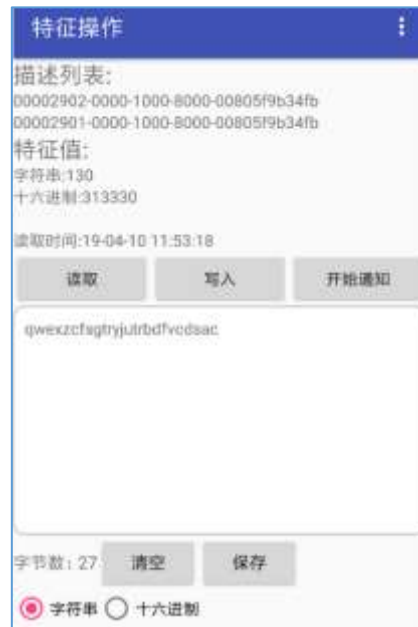 特征操作
描述列表:
00002902-0000-1000-8000-00805f9b34fb
00002901-0000-1000-8000-00805f9b34fb
特征值:
字符串:130
十六进制:313330
读取时间:19-04-10 11:53:18
读取 写入 开始通知
字节数: 27 清空 保存
字符串 十六进制